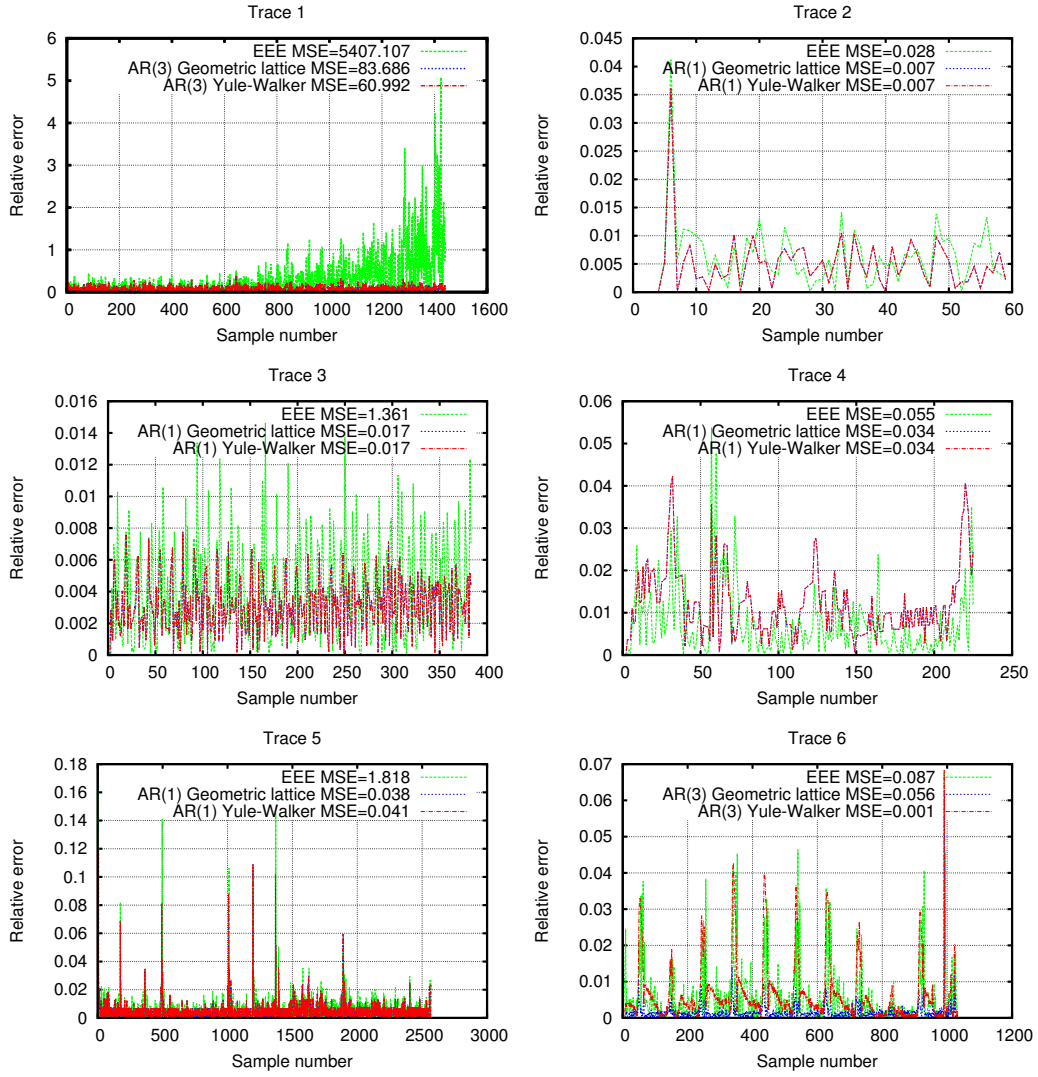 Trace 1
EEE MSE=5407.107
AR(3) Geometric lattice MSE=83.686
AR(3) Yule-Walker MSE=60.992
Relative error
6
5
4
3
2
1
0
0 200 400 600 800 1000 1200 1400 1600
Sample number
Trace 2
EEE MSE=0.028
AR(1) Geometric lattice MSE=0.007
AR(1) Yule-Walker MSE=0.007
Relative error
0.045
0.04
0.035
0.03
0.025
0.02
0.015
0.01
0.005
0
0 10 20 30 40 50 60
Sample number
Trace 3
EEE MSE=1.361
AR(1) Geometric lattice MSE=0.017
AR(1) Yule-Walker MSE=0.017
Relative error
0.016
0.014
0.012
0.01
0.008
0.006
0.004
0.002
0
0 50 100 150 200 250 300 350 400
Sample number
Trace 4
EEE MSE=0.055
AR(1) Geometric lattice MSE=0.034
AR(1) Yule-Walker MSE=0.034
Relative error
0.06
0.05
0.04
0.03
0.02
0.01
0
0 50 100 150 200 250
Sample number
Trace 5
EEE MSE=1.818
AR(1) Geometric lattice MSE=0.038
AR(1) Yule-Walker MSE=0.041
Relative error
0.18
0.16
0.14
0.12
0.1
0.08
0.06
0.04
0.02
0
0 500 1000 1500 2000 2500 3000
Sample number
Trace 6
EEE MSE=0.087
AR(3) Geometric lattice MSE=0.056
AR(3) Yule-Walker MSE=0.001
Relative error
0.07
0.06
0.05
0.04
0.03
0.02
0.01
0
0 200 400 600 800 1000 1200
Sample number